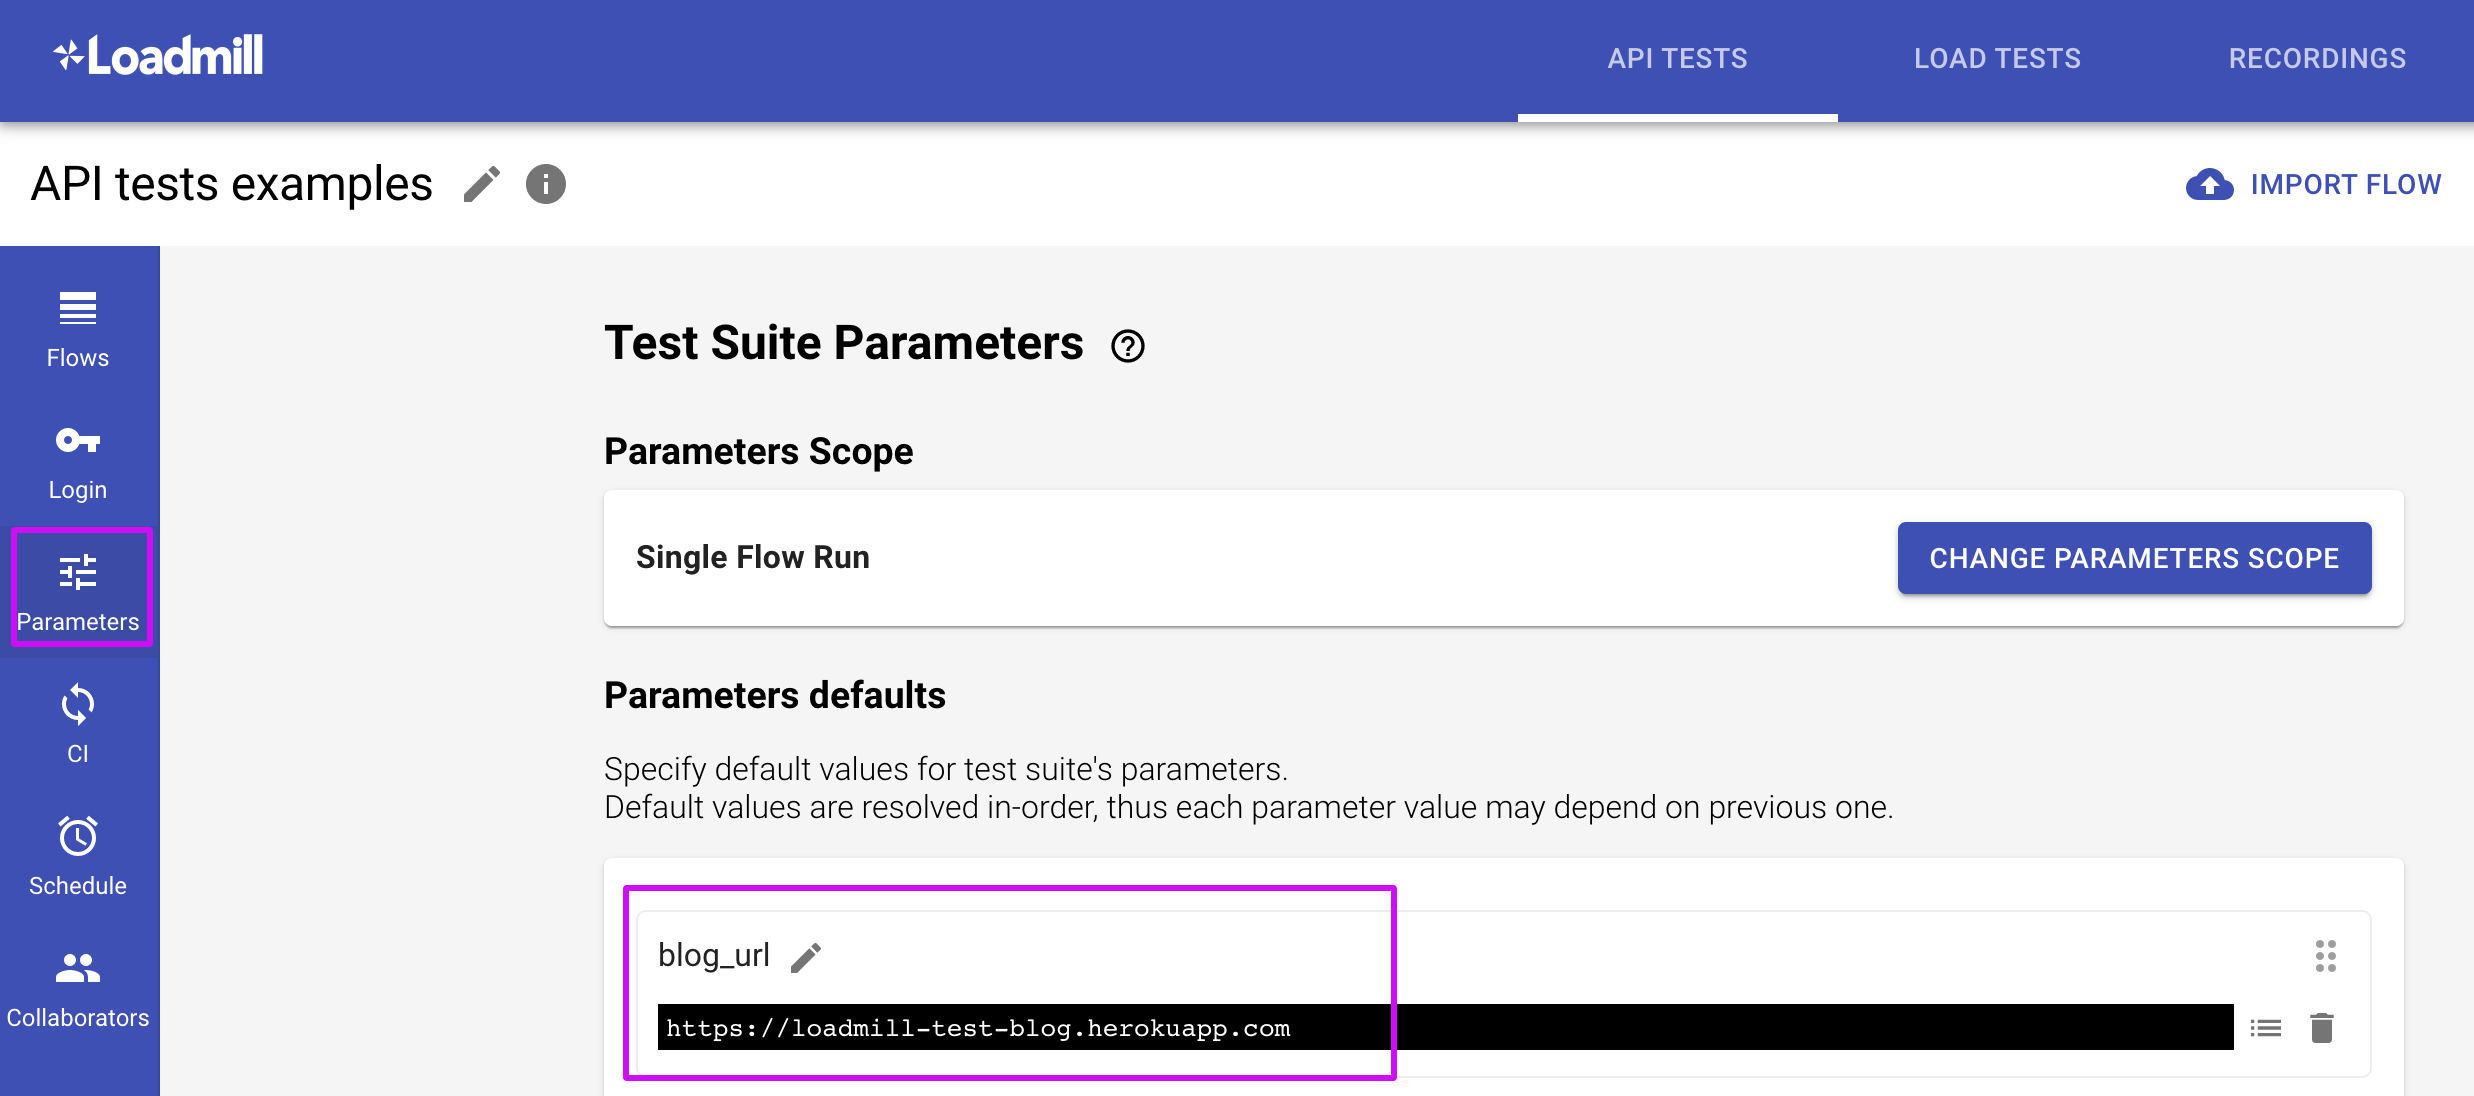 Loadmill
API TESTS
LOAD TESTS
RECORDINGS
API tests examples
IMPORT FLOW
Flows
Login
Parameters
CI
Schedule
Collaborators
Test Suite Parameters
Parameters Scope
Single Flow Run
CHANGE PARAMETERS SCOPE
Parameters defaults
Specify default values for test suite's parameters.
Default values are resolved in-order, thus each parameter value may depend on previous one.
blog_url
https://loadmill-test-blog.herokuapp.com